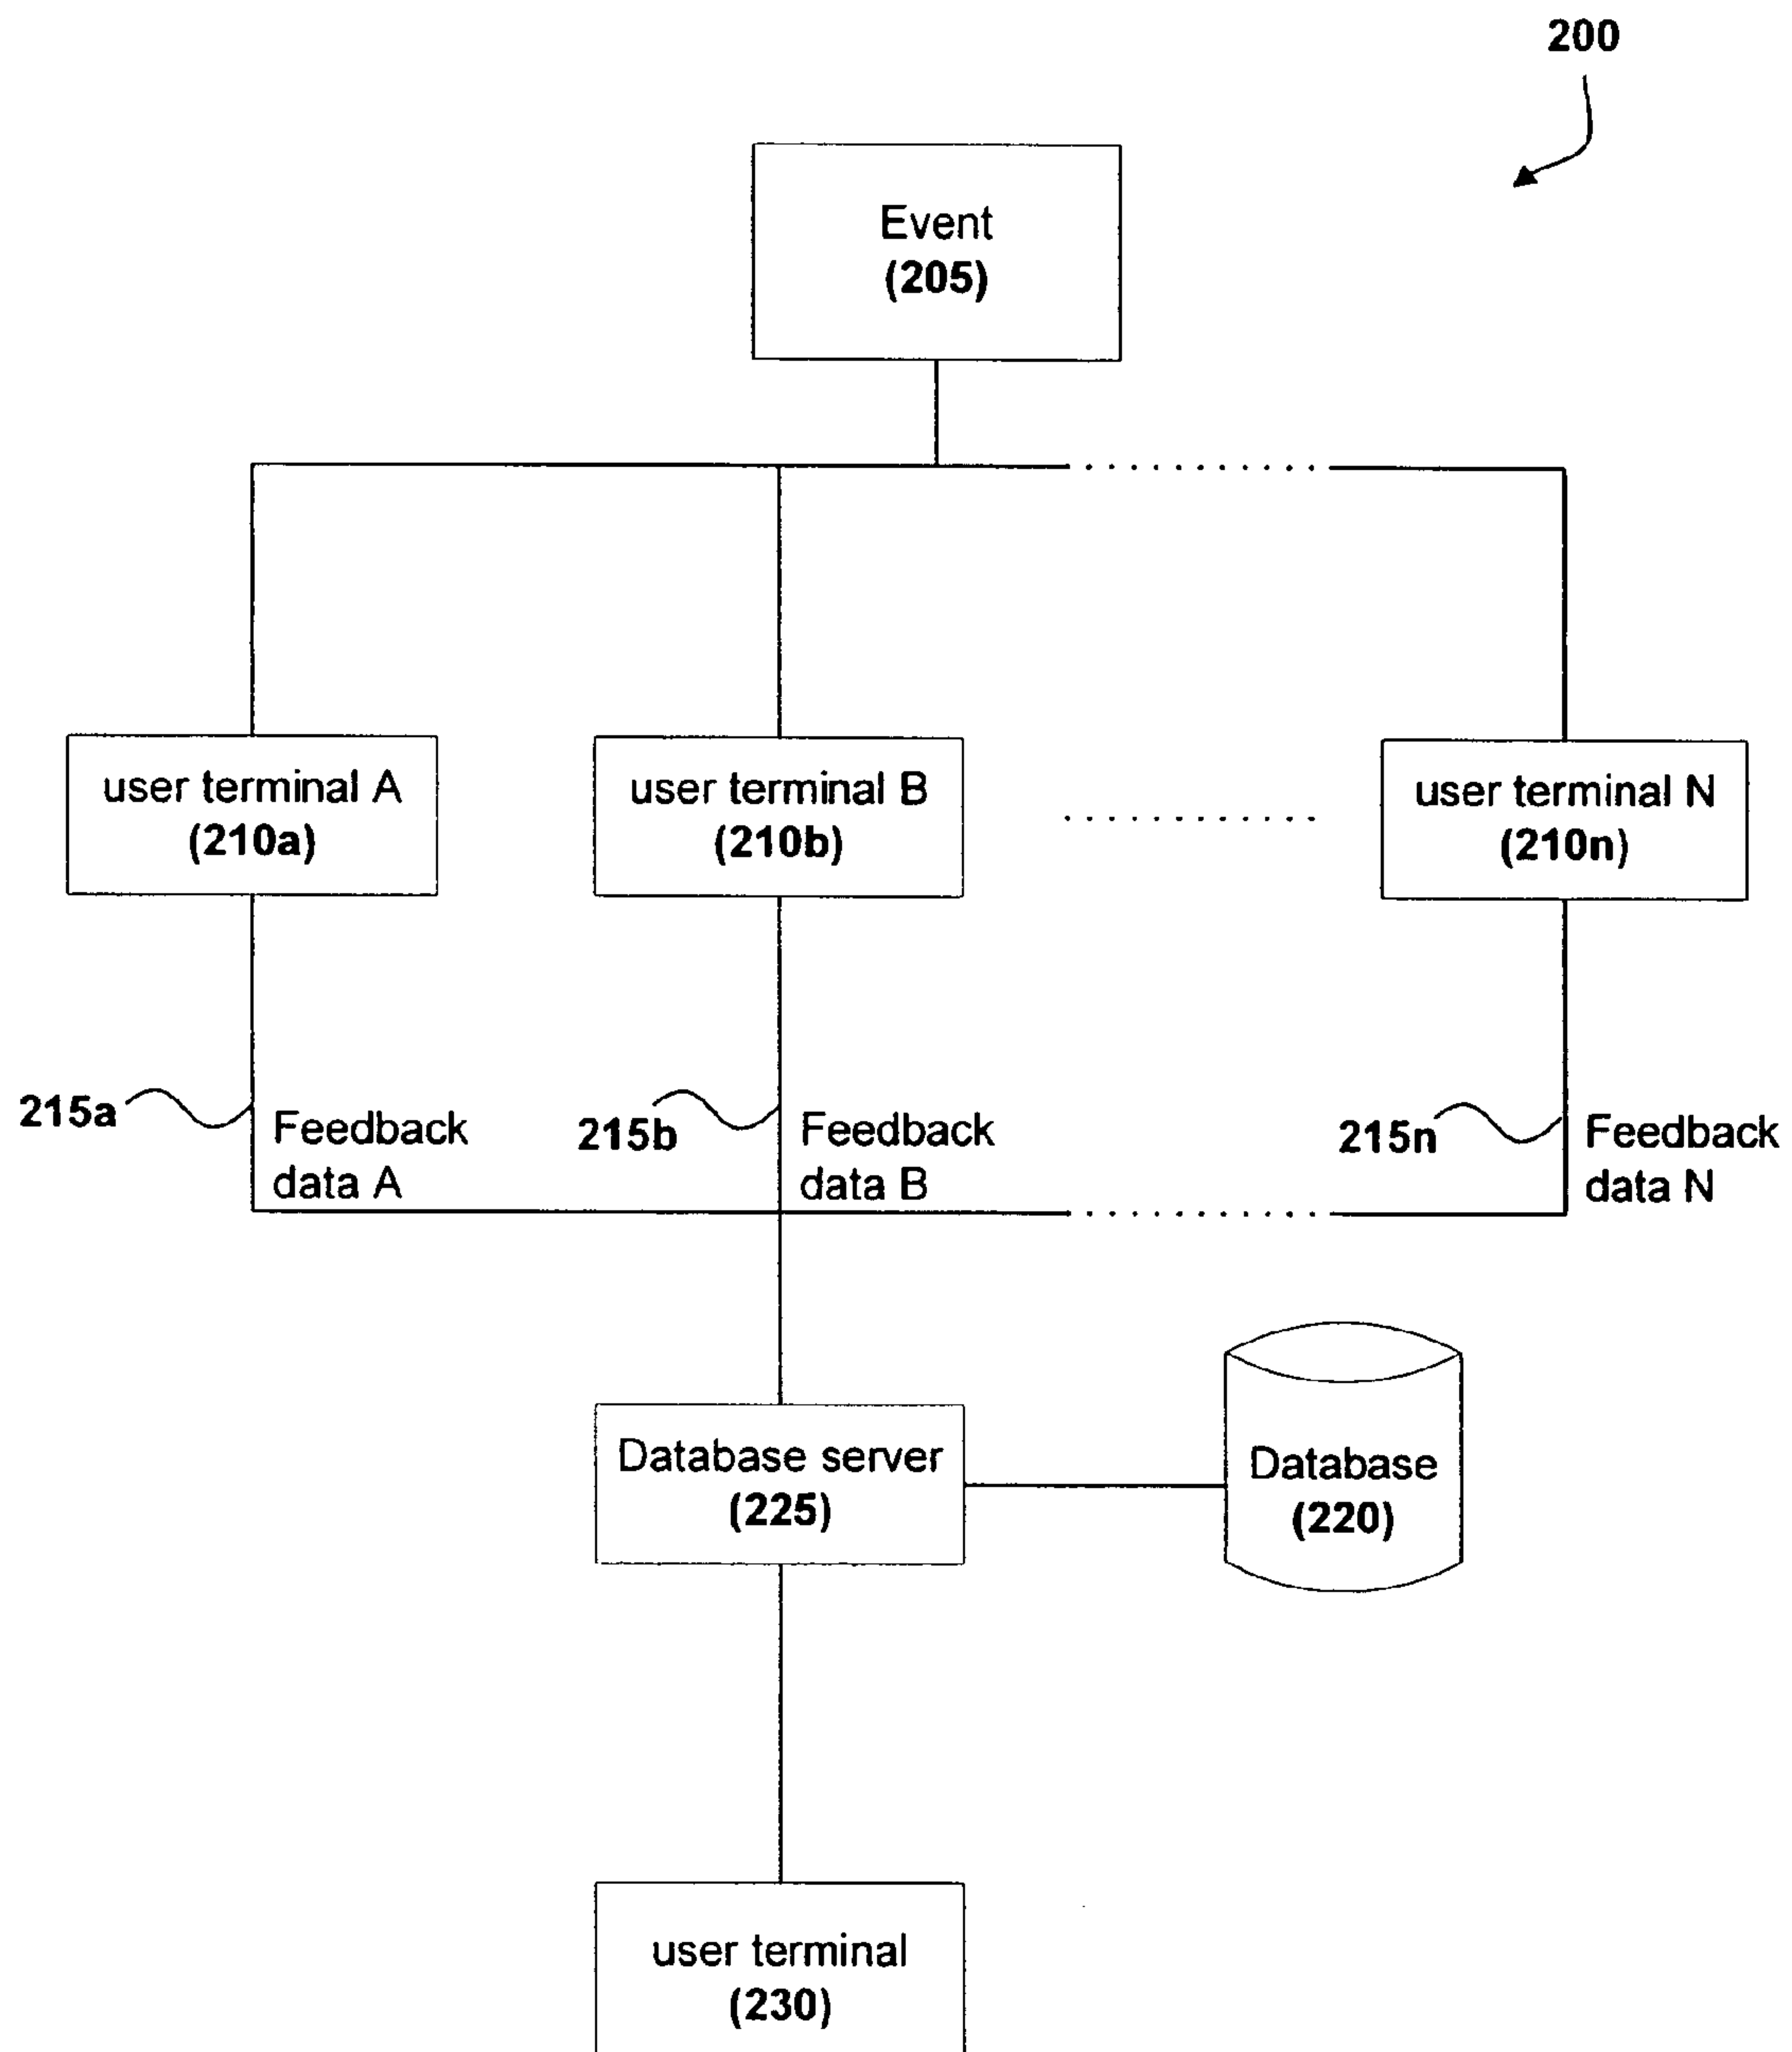 200
Event
(205)
user terminal A
(210a)
user terminal B
(210b)
user terminal N
(210n)
215a
Feedback
data A
215b
Feedback
data B
215n
Feedback
data N
Database server
(225)
Database
(220)
user terminal
(230)